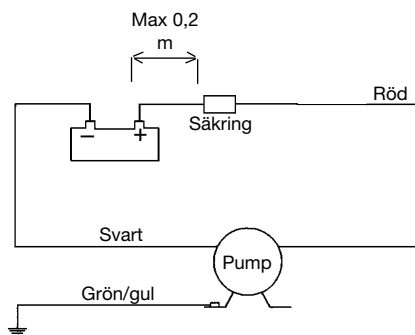 Max 0,2
m
Röd
− +
Säkring
Svart
Pump
Grön/gul